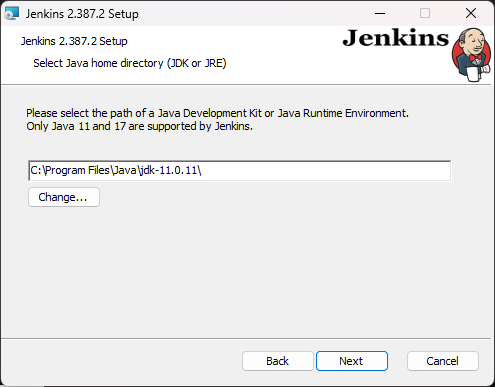 Jenkins 2.387.2 Setup
Jenkins 2.387.2 Setup
Jenkins
Select Java home directory (JDK or JRE)
Please select the path of a Java Development Kit or Java Runtime Environment.
Only Java 11 and 17 are supported by Jenkins.
C:\Program Files\Java\jdk-11.0.11\
Change...
Back
Next
Cancel